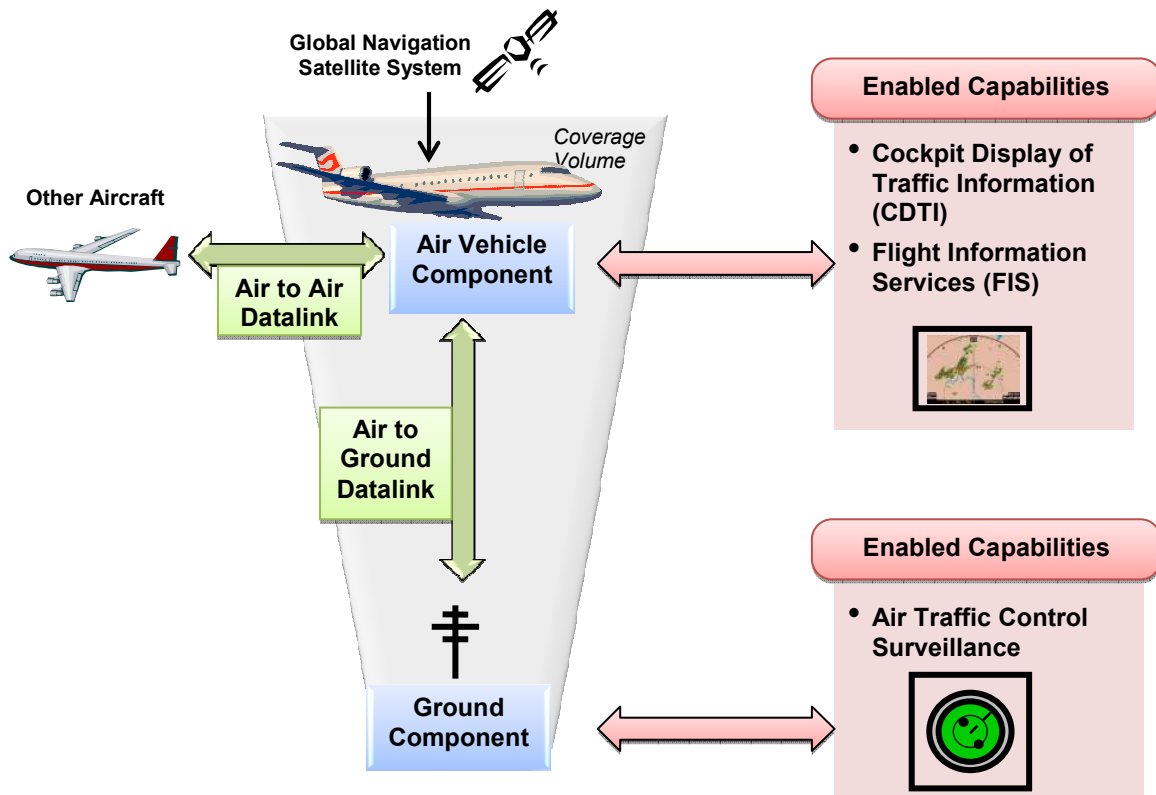 Global Navigation
Satellite System
Coverage
Volume
Other Aircraft
Air Vehicle
Component
Air to Air
Datalink
Air to
Ground
Datalink
Ground
Component
Enabled Capabilities
• Cockpit Display of
Traffic Information
(CDTI)
• Flight Information
Services (FIS)
Enabled Capabilities
• Air Traffic Control
Surveillance